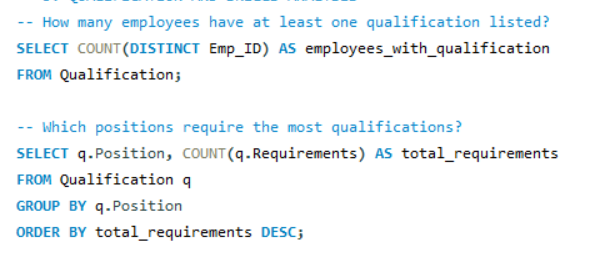 -- How many employees have at least one qualification listed?
SELECT COUNT(DISTINCT Emp_ID) AS employees_with_qualification
FROM Qualification;
-- Which positions require the most qualifications?
SELECT q.Position, COUNT(q.Requirements) AS total_requirements
FROM Qualification q
GROUP BY q.Position
ORDER BY total_requirements DESC;